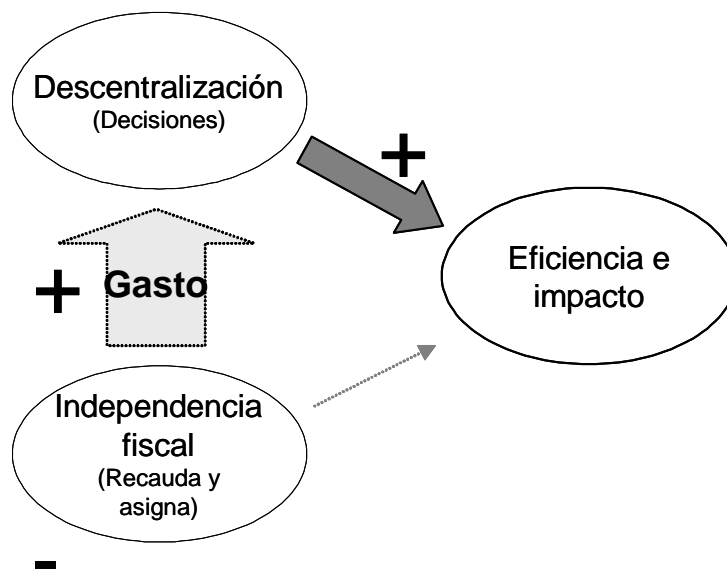 Descentralización
(Decisiones)
+
Eficiencia e
impacto
+ Gasto
Independencia
fiscal
(Recauda y
asigna)
-